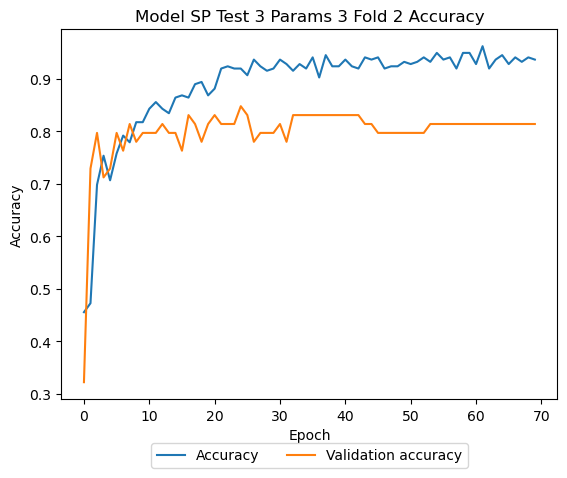 Model SP Test 3 Params 3 Fold 2 Accuracy
Accuracy
0.9
0.8
0.7
0.6
0.5
0.4
0.3
0 10 20 30 40 50 60 70
Epoch
Accuracy Validation accuracy